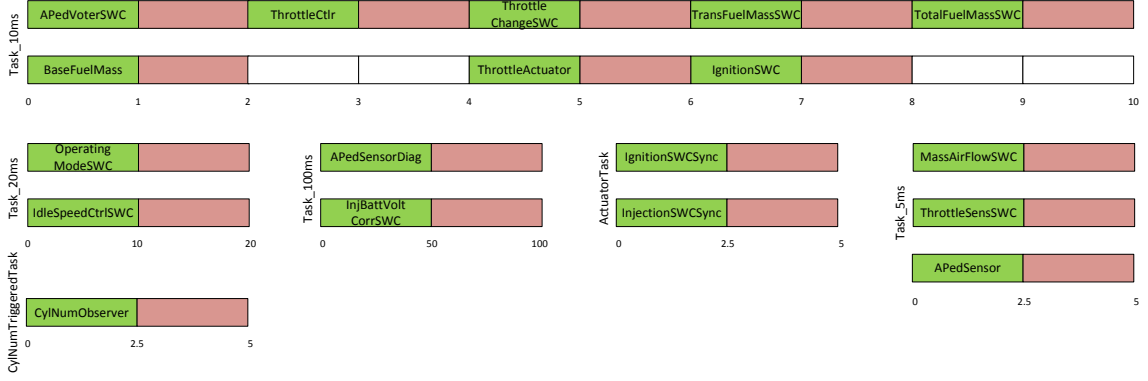 Task_10ms
APedVoterSWC
ThrottleCtlr
Throttle
ChangeSWC
TransFuelMassSWC
TotalFuelMassSWC
BaseFuelMass
ThrottleActuator
IgnitionSWC
0 1 2 3 4 5 6 7 8 9 10
Task_20ms
Operating
ModeSWC
IdleSpeedCtrlSWC
0 10 20
Task_100ms
APedSensorDiag
InjBattVolt
CorrSWC
0 50 100
ActuatorTask
IgnitionSWCSync
InjectionSWCSync
0 2.5 5
Task_5ms
MassAirFlowSWC
ThrottleSensSWC
APedSensor
0 2.5 5
CylNumTriggeredTask
CylNumObserver
0 2.5 5